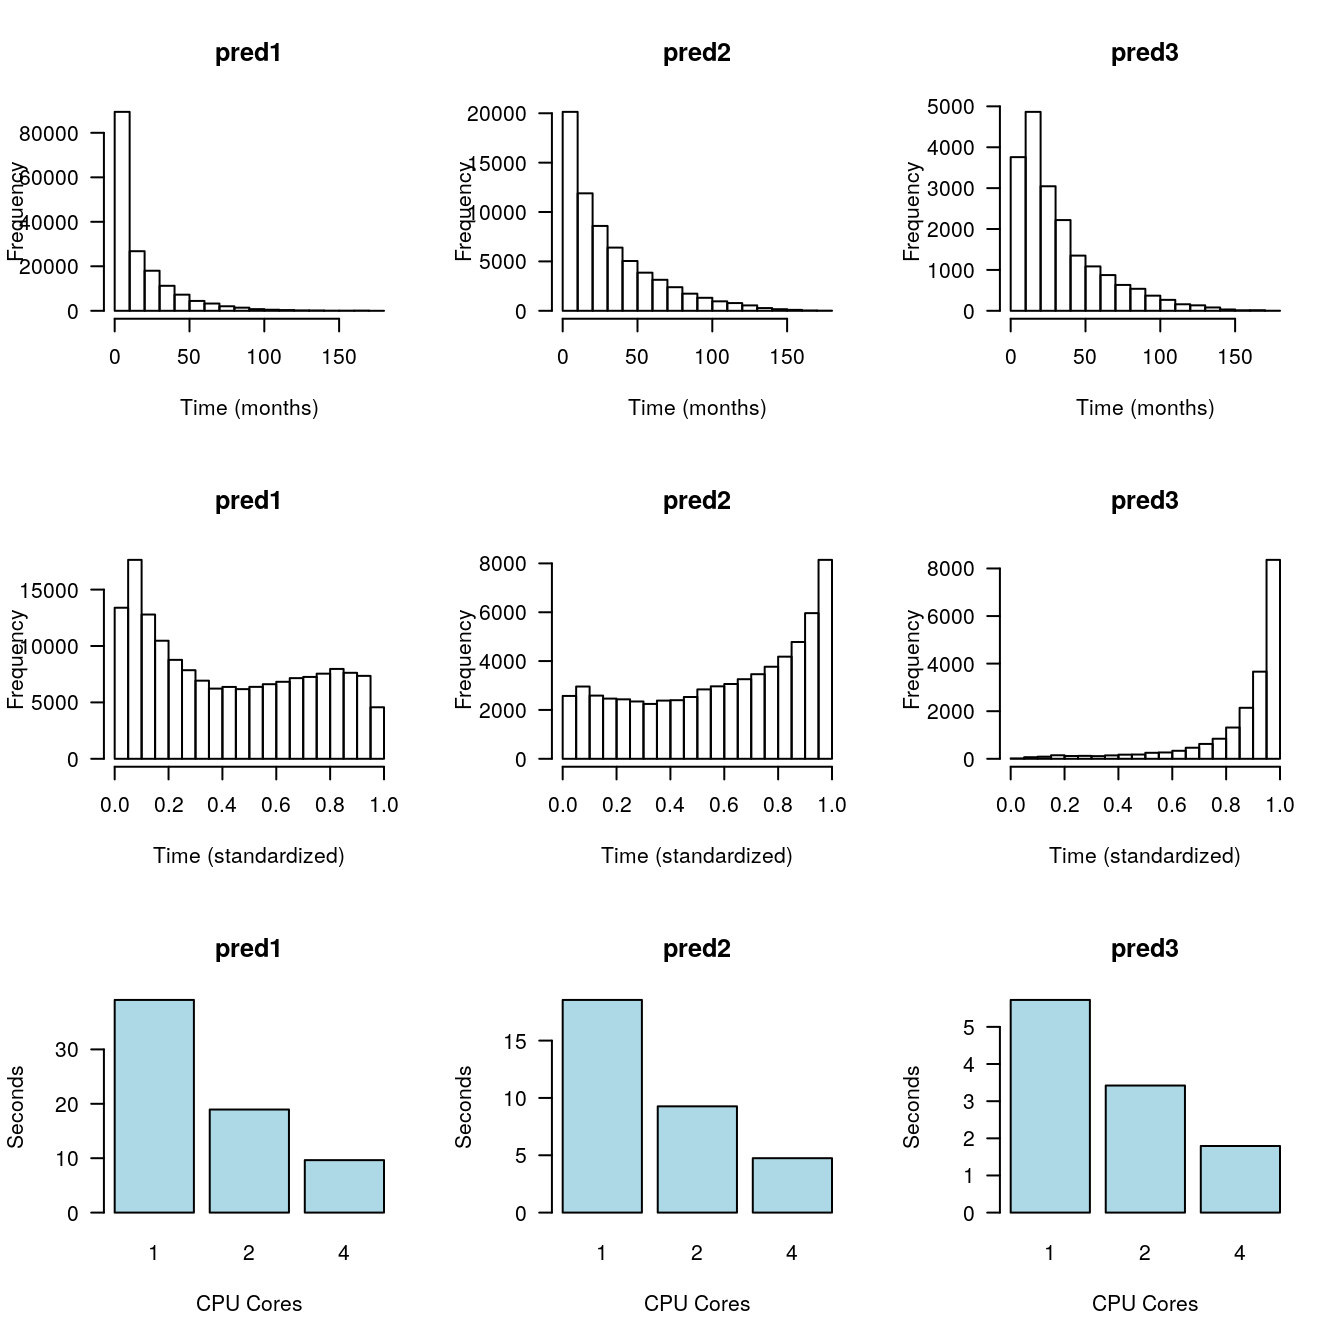 pred1
pred2
pred3
Frequency
80000
60000
40000
20000
0
0 50 100 150
Time (months)
Frequency
20000
15000
10000
5000
0
0 50 100 150
Time (months)
Frequency
5000
4000
3000
2000
1000
0
0 50 100 150
Time (months)
pred1
pred2
pred3
Frequency
15000
10000
5000
0
0.0 0.2 0.4 0.6 0.8 1.0
Time (standardized)
Frequency
8000
6000
4000
2000
0
0.0 0.2 0.4 0.6 0.8 1.0
Time (standardized)
Frequency
8000
6000
4000
2000
0
0.0 0.2 0.4 0.6 0.8 1.0
Time (standardized)
pred1
pred2
pred3
Seconds
30
20
10
0
1 2 4
CPU Cores
Seconds
15
10
5
0
1 2 4
CPU Cores
Seconds
5
4
3
2
1
0
1 2 4
CPU Cores